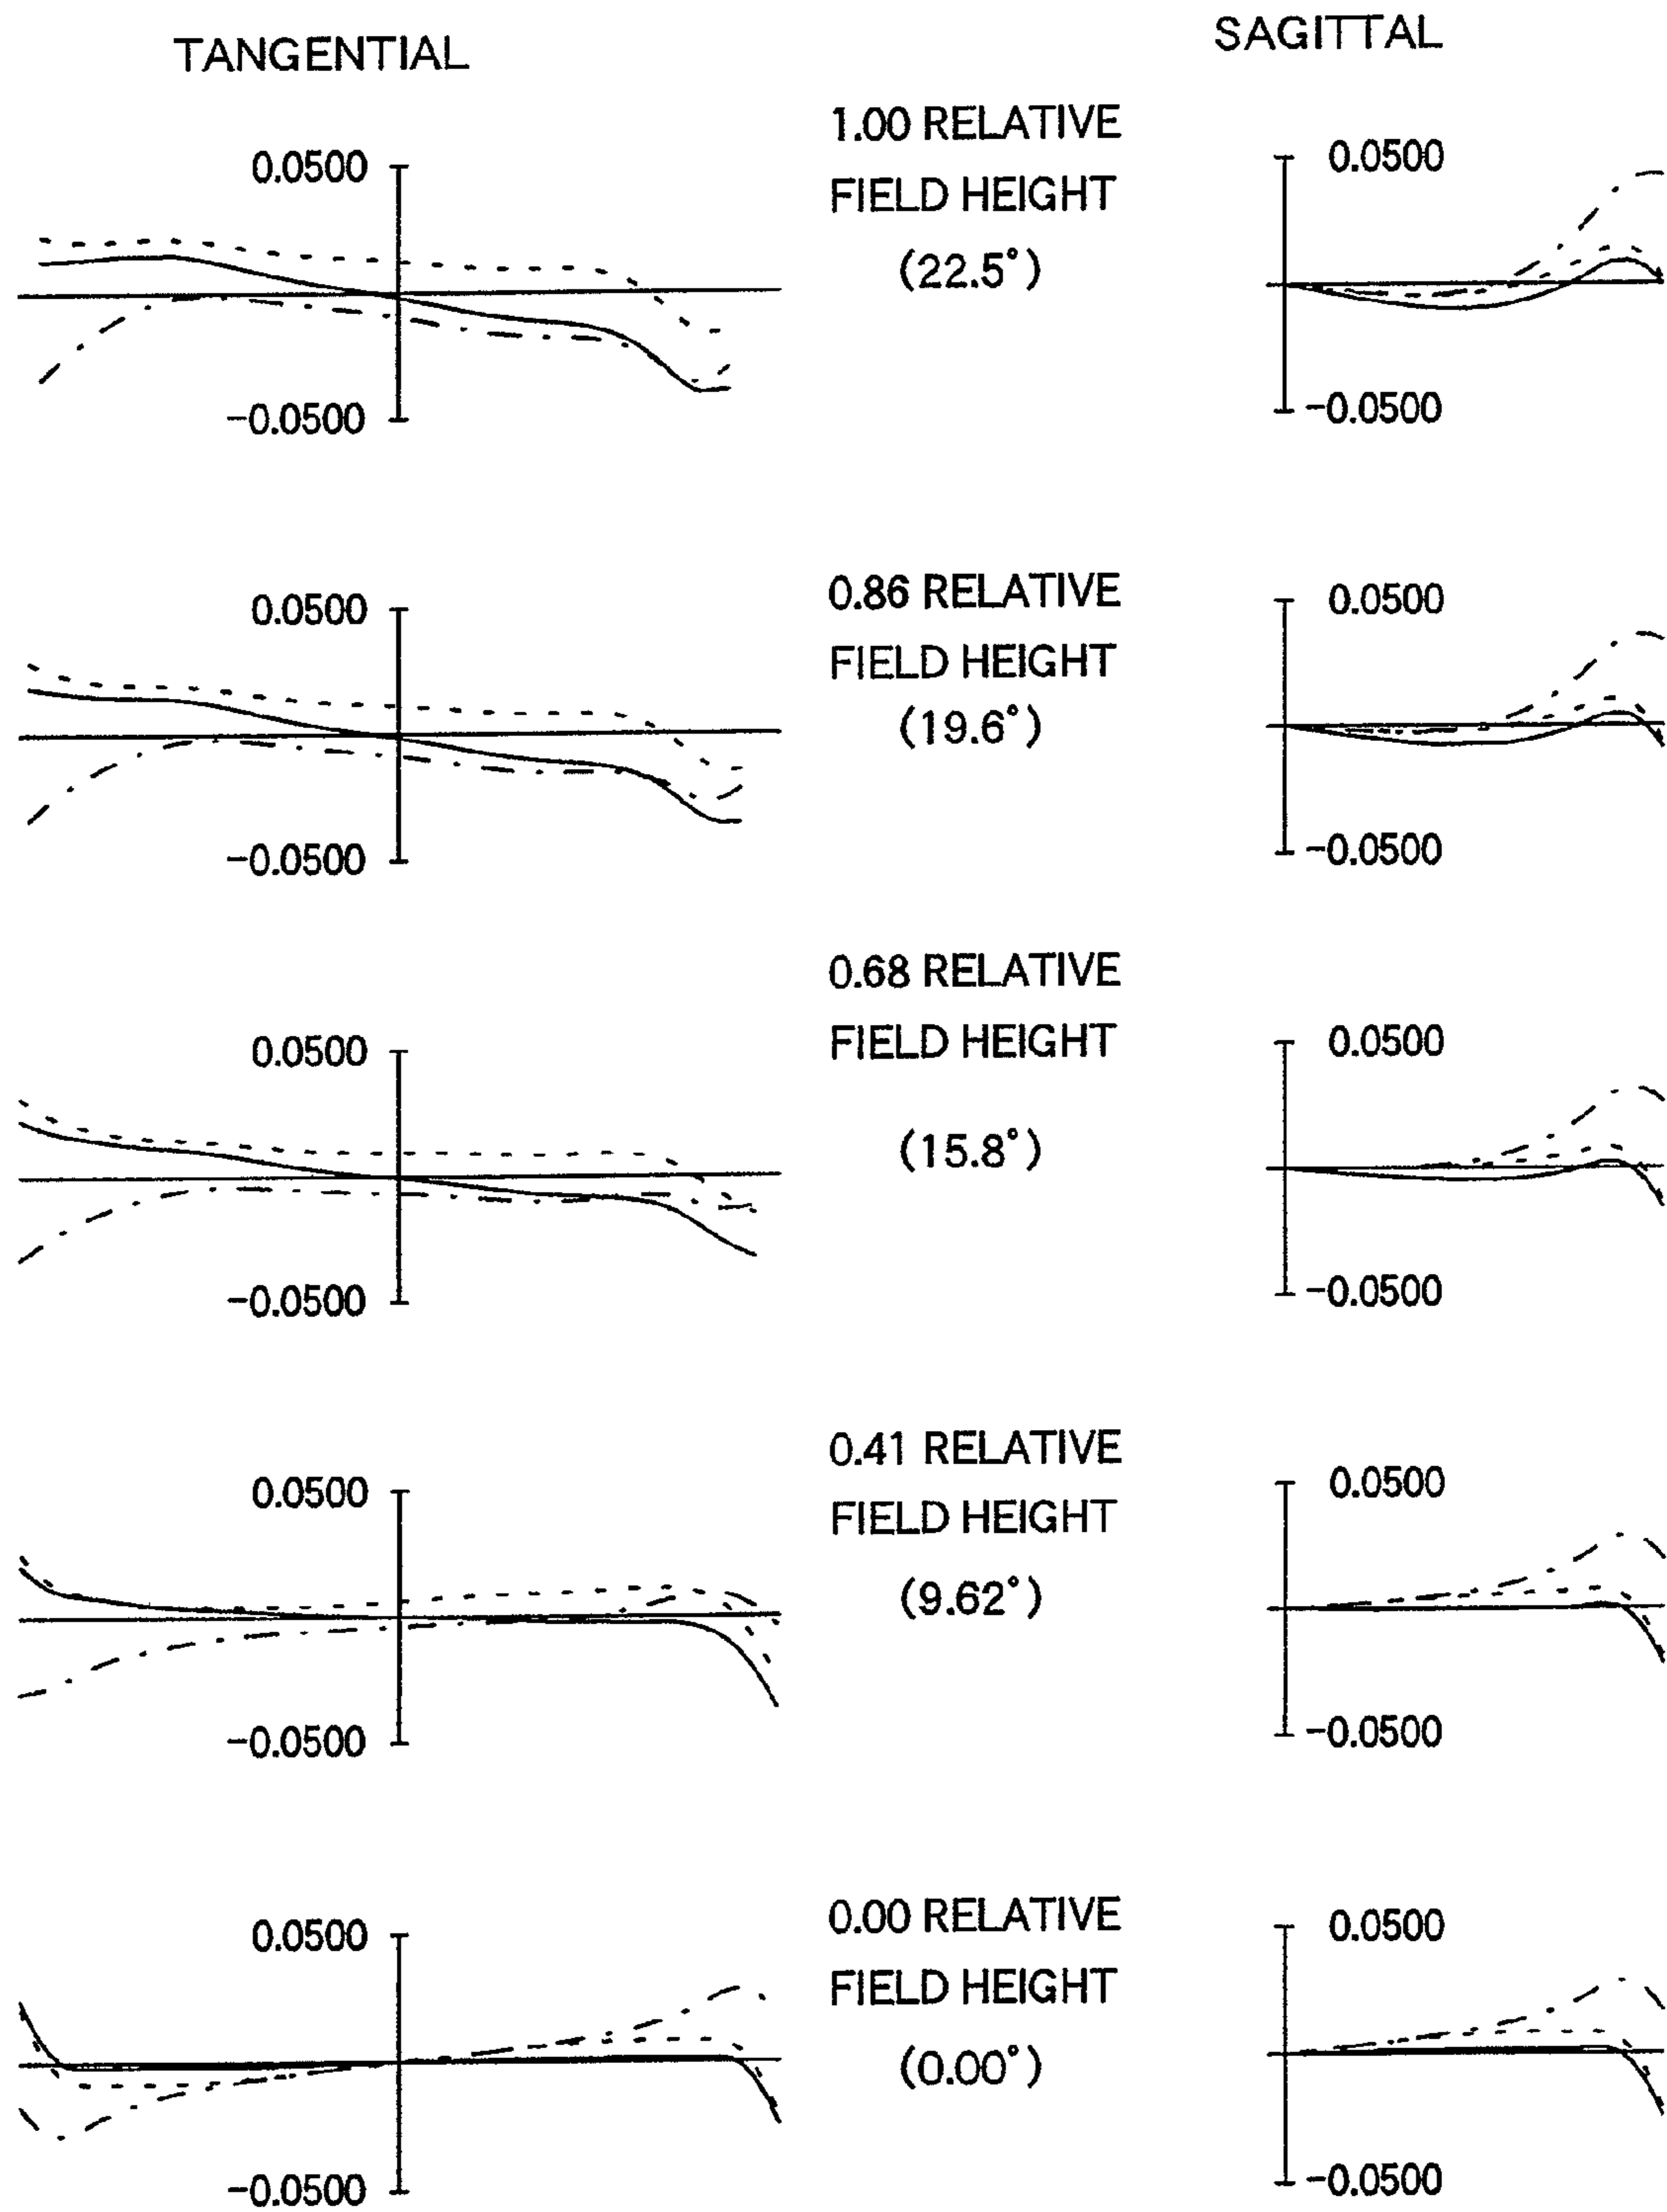 TANGENTIAL
SAGITTAL
1.00 RELATIVE
FIELD HEIGHT
(22.5°)
0.0500
-0.0500
0.0500
-0.0500
0.86 RELATIVE
FIELD HEIGHT
(19.6°)
0.0500
-0.0500
0.0500
-0.0500
0.68 RELATIVE
FIELD HEIGHT
(15.8°)
0.0500
-0.0500
0.0500
-0.0500
0.41 RELATIVE
FIELD HEIGHT
(9.62°)
0.0500
-0.0500
0.0500
-0.0500
0.00 RELATIVE
FIELD HEIGHT
(0.00°)
0.0500
-0.0500
0.0500
-0.0500